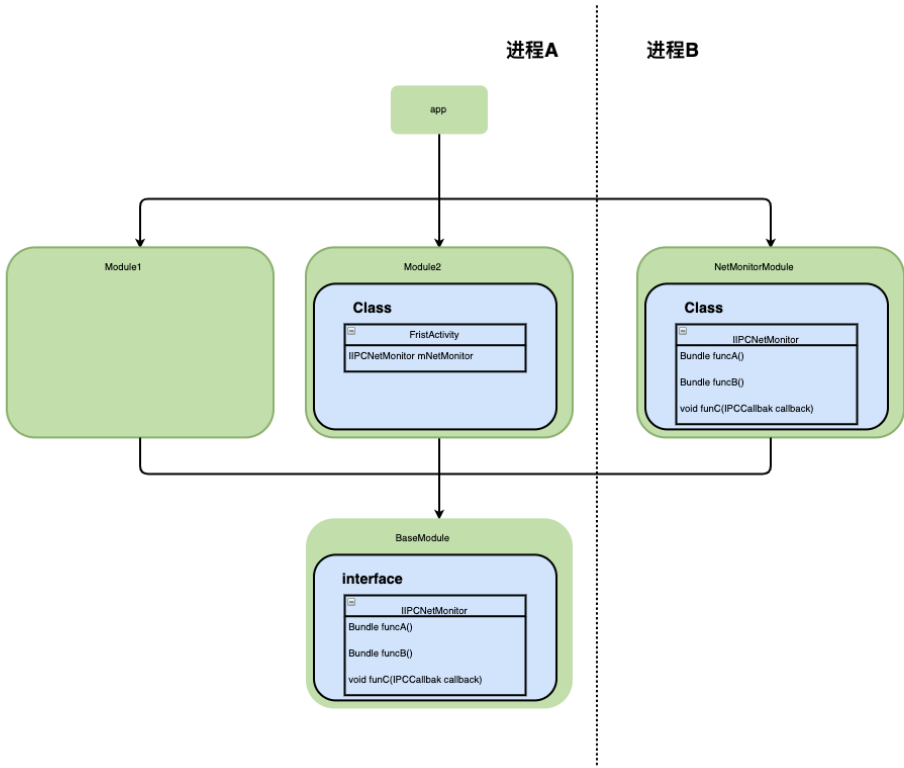 进程A
进程B
app
Module1
Module2
Class
FristActivity
IIPCNetMonitor mNetMonitor
NetMonitorModule
Class
IIPCNetMonitor
Bundle funcA()
Bundle funcB()
void funC(IPCCallbak callback)
BaseModule
interface
IIPCNetMonitor
Bundle funcA()
Bundle funcB()
void funC(IPCCallbak callback)